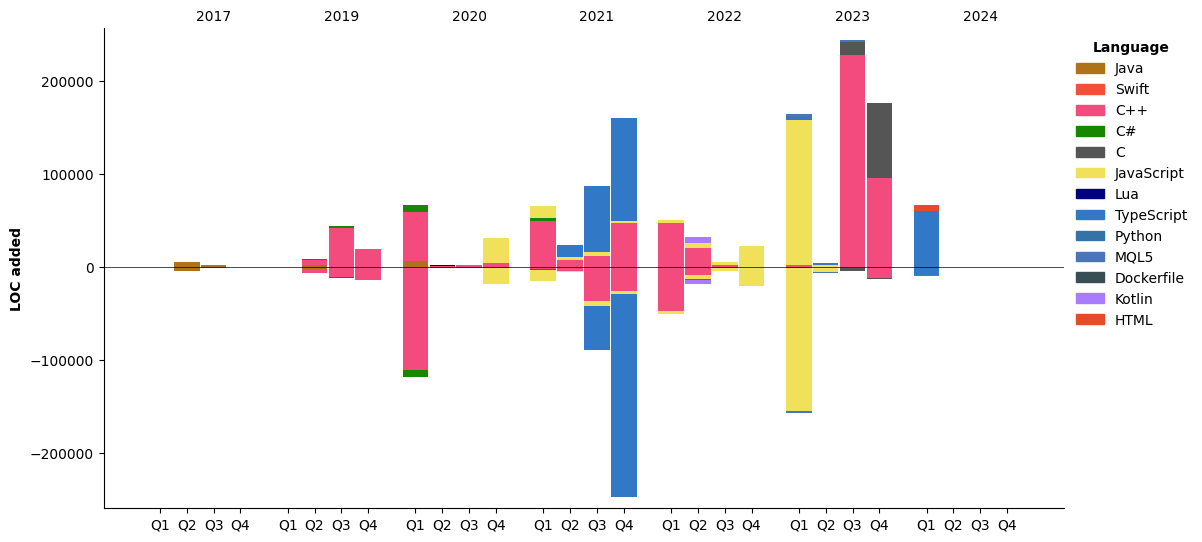 2017 2019 2020 2021 2022 2023 2024
LOC added
200000
100000
0
−100000
−200000
Q1 Q2 Q3 Q4 Q1 Q2 Q3 Q4 Q1 Q2 Q3 Q4 Q1 Q2 Q3 Q4 Q1 Q2 Q3 Q4 Q1 Q2 Q3 Q4 Q1 Q2 Q3 Q4
Language
Java
Swift
C++
C#
C
JavaScript
Lua
TypeScript
Python
MQL5
Dockerfile
Kotlin
HTML